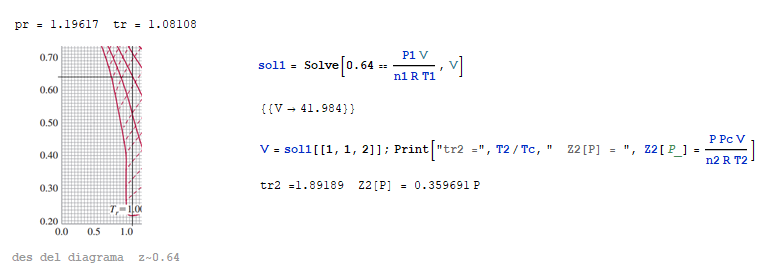 pr = 1.19617 tr = 1.08108
0.70
0.60
0.50
0.40
0.30
0.20
T_r = 1.00
0.0 0.5 1.0
des del diagrama z~0.64
sol1 = Solve[0.64 == P1 V / n1 R T1 , V]
{{V → 41.984}}
V = sol1[[1, 1, 2]]; Print["tr2 =", T2 / Tc, " Z2[P] = ", Z2[P_] = P Pc V / n2 R T2]
tr2 =1.89189 Z2[P] = 0.359691 P